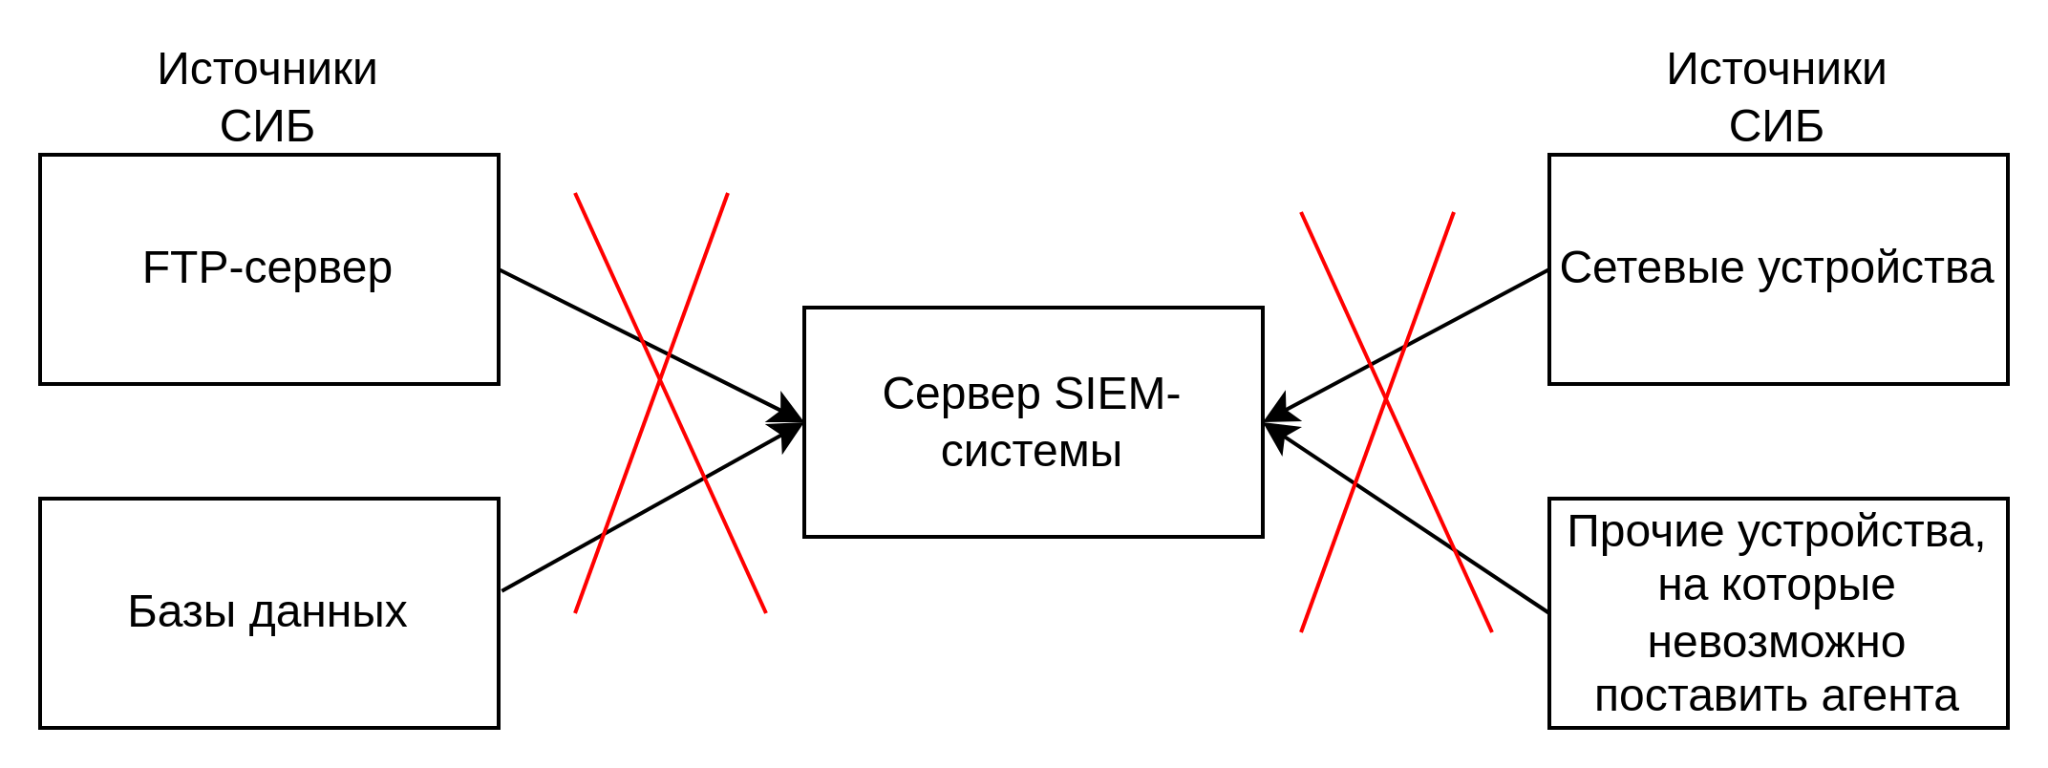 Источники
СИБ
FTP-сервер
Базы данных
Сервер SIEM-
системы
Источники
СИБ
Сетевые устройства
Прочие устройства,
на которые
невозможно
поставить агента